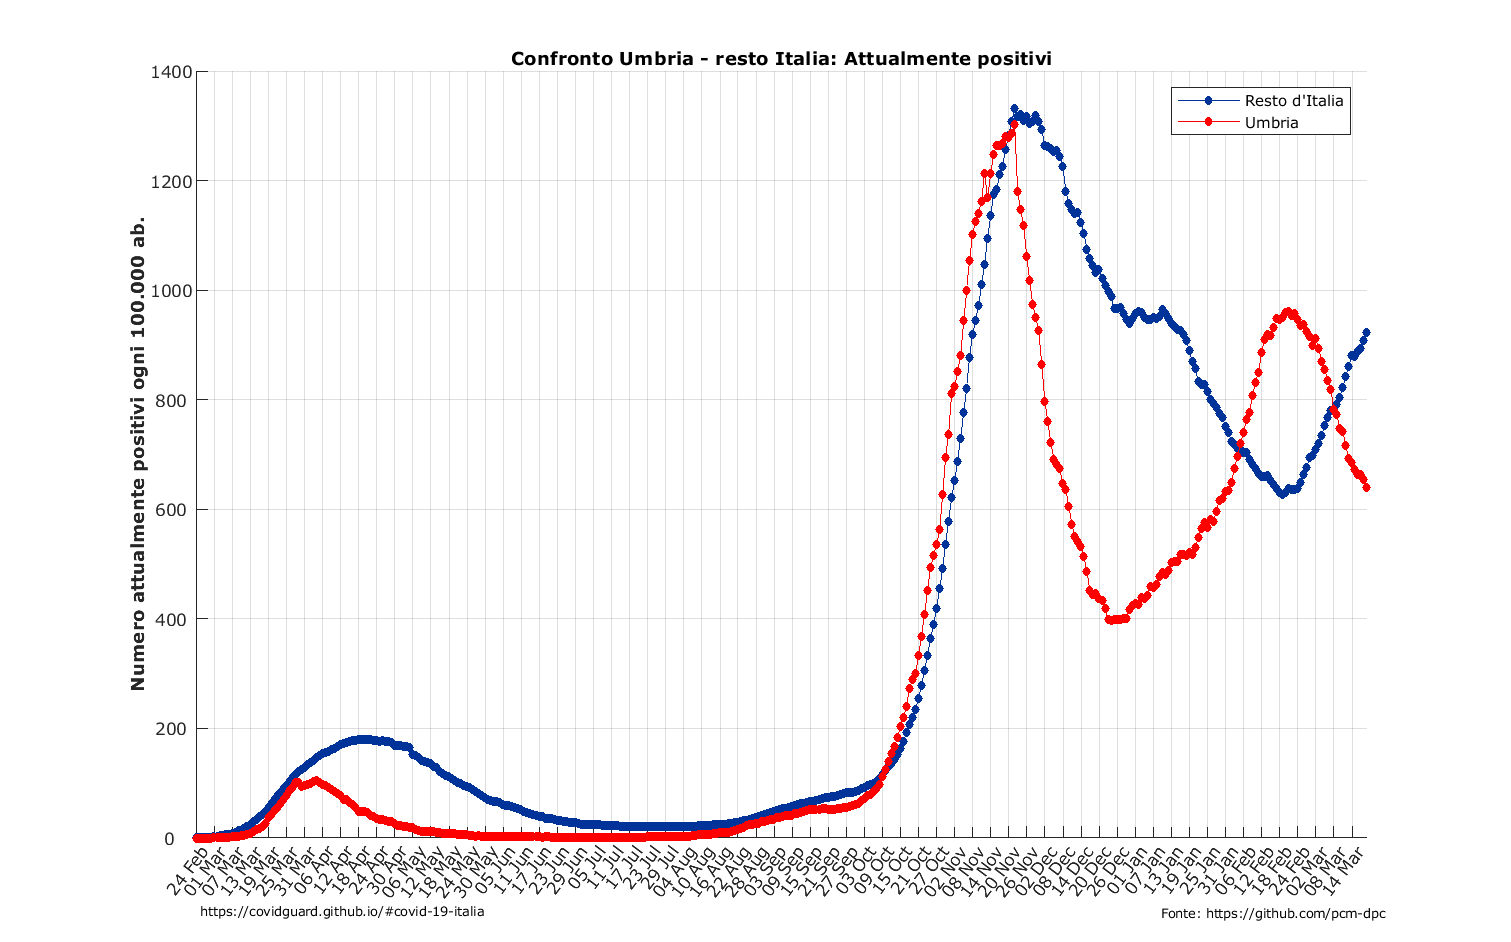 Confronto Umbria - resto Italia: Attualmente positivi
1400
1200
1000
800
600
400
200
0
Numero attualmente positivi ogni 100.000 ab.
Resto d'Italia
Umbria
24 Feb
01 Mar
07 Mar
13 Mar
19 Mar
25 Mar
31 Mar
06 Apr
12 Apr
18 Apr
24 Apr
30 Apr
06 May
12 May
18 May
24 May
30 May
05 Jun
11 Jun
17 Jun
23 Jun
29 Jun
05 Jul
11 Jul
17 Jul
23 Jul
29 Jul
04 Aug
10 Aug
16 Aug
22 Aug
28 Aug
03 Sep
09 Sep
15 Sep
21 Sep
27 Sep
03 Oct
09 Oct
15 Oct
21 Oct
27 Oct
02 Nov
08 Nov
14 Nov
20 Nov
26 Nov
02 Dec
08 Dec
14 Dec
20 Dec
26 Dec
01 Jan
07 Jan
13 Jan
19 Jan
25 Jan
31 Jan
06 Feb
12 Feb
18 Feb
24 Feb
02 Mar
08 Mar
14 Mar
https://covidguard.github.io/#covid-19-italia
Fonte: https://github.com/pcm-dpc